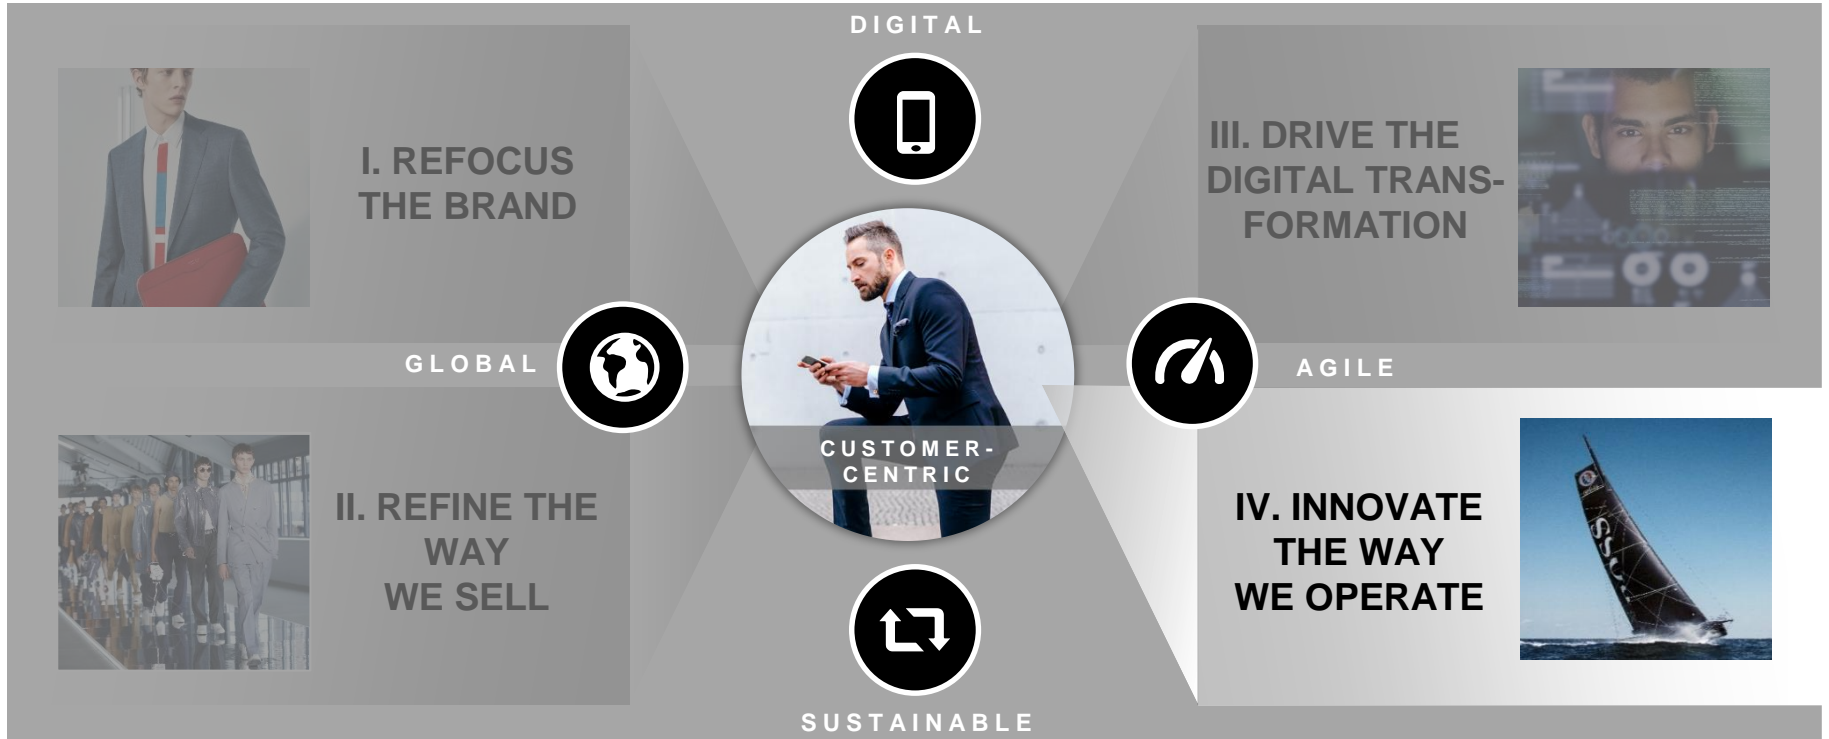 DIGITAL
I. REFOCUS
THE BRAND
III. DRIVE THE
DIGITAL TRANS-
FORMATION
GLOBAL
AGILE
CUSTOMER-
CENTRIC
II. REFINE THE
WAY
WE SELL
IV. INNOVATE
THE WAY
WE OPERATE
SUSTAINABLE